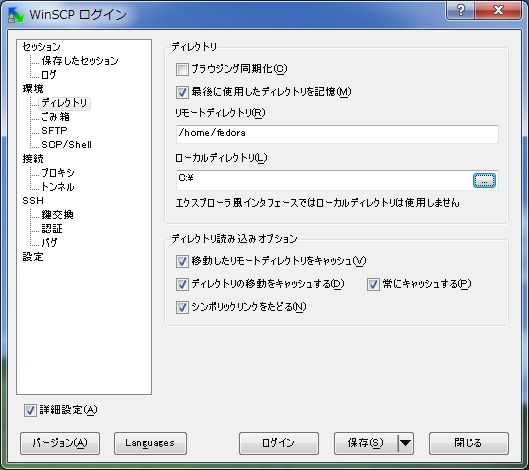 WinSCP ログイン
セッション
保存したセッション
ログ
環境
ディレクトリ
ごみ箱
SFTP
SCP/Shell
接続
プロキシ
トンネル
SSH
鍵交換
認証
バグ
設定
ディレクトリ
ブラウジング同期化(C)
最後に使用したディレクトリを記憶(M)
リモートディレクトリ(R)
/home/fedora
ローカルディレクトリ(L)
C:¥
...
エクスプローラ風インタフェースではローカルディレクトリは使用しません
ディレクトリ読み込みオプション
移動したリモートディレクトリをキャッシュ(V)
ディレクトリの移動をキャッシュする(D) 常にキャッシュする(P)
シンボリックリンクをたどる(N)
詳細設定(A)
バージョン(A) Languages ログイン 保存(S) 閉じる